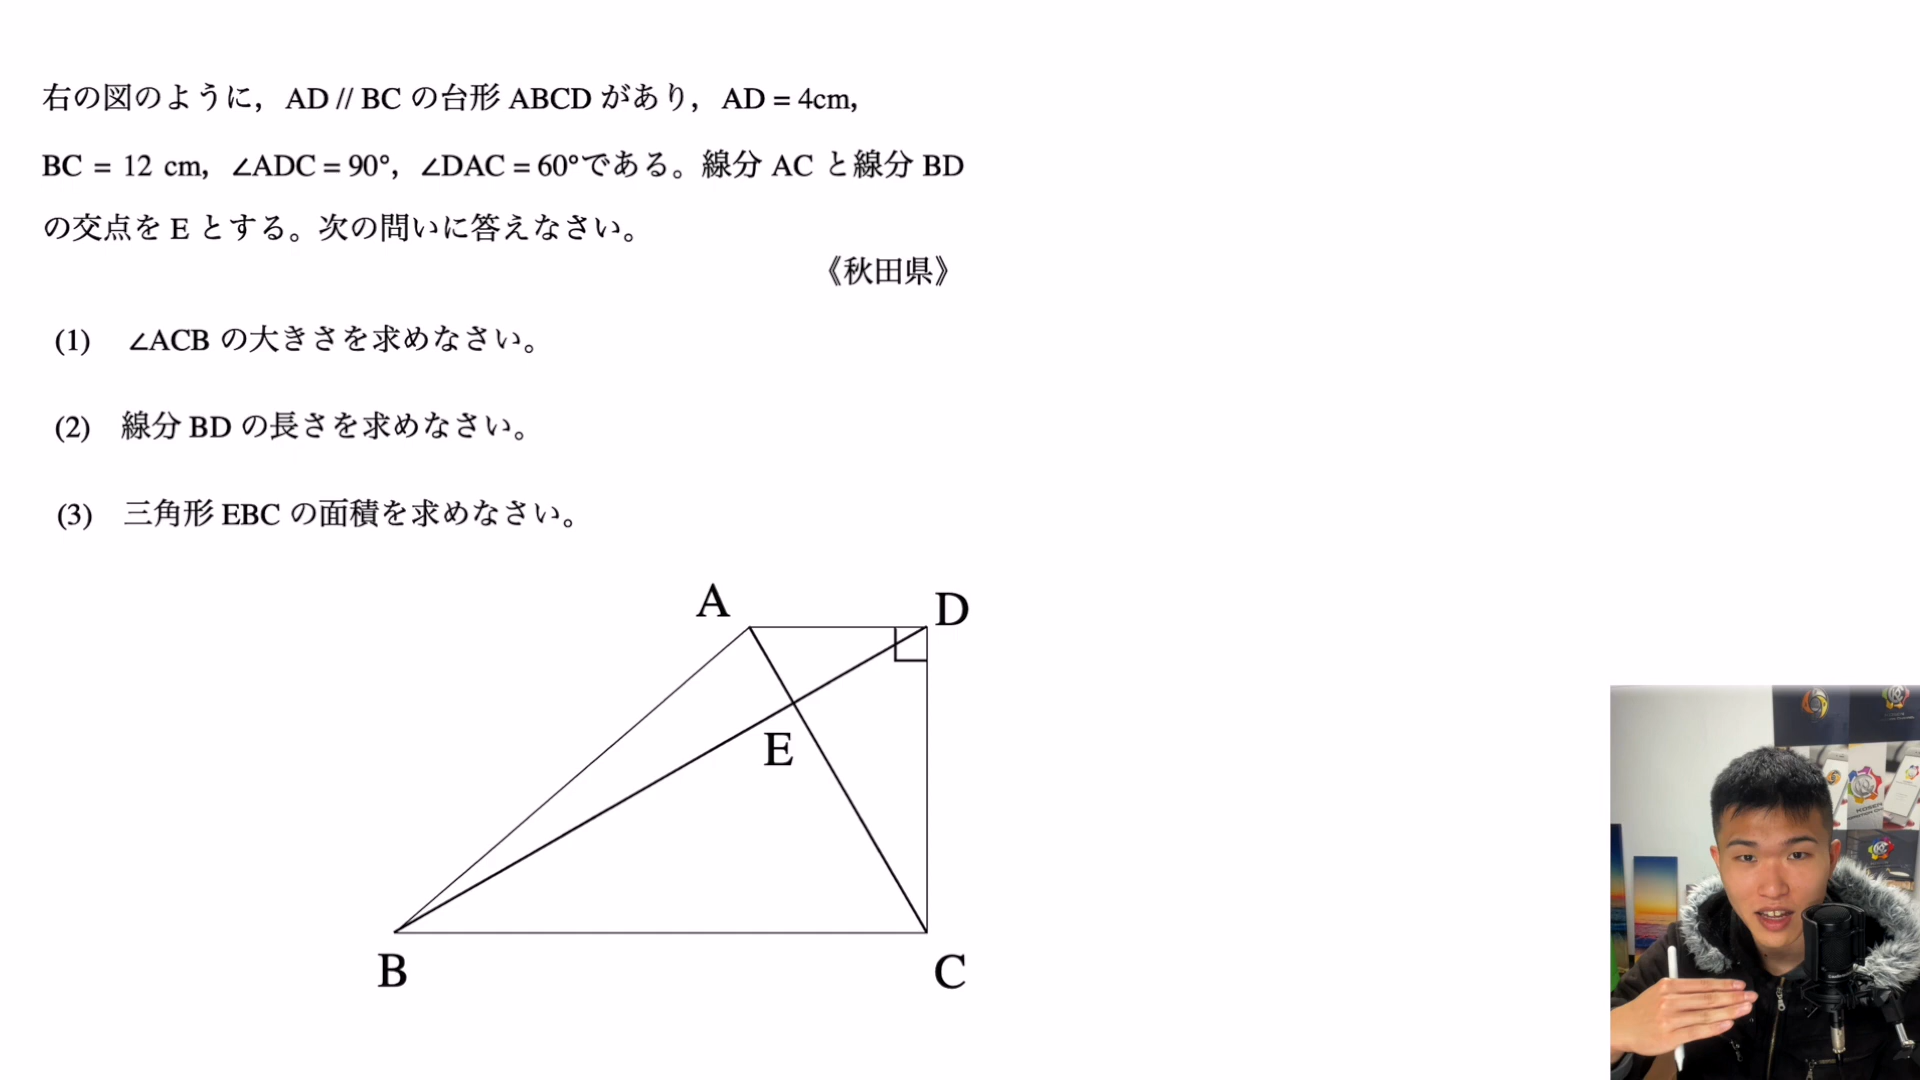 右の図のように，AD // BC の台形 ABCD があり，AD = 4cm，
BC = 12 cm，∠ADC = 90°，∠DAC = 60°である。線分 AC と線分 BD
の交点を E とする。次の問いに答えなさい。
《秋田県》
(1) ∠ACB の大きさを求めなさい。
(2) 線分 BD の長さを求めなさい。
(3) 三角形 EBC の面積を求めなさい。
A
D
E
B
C